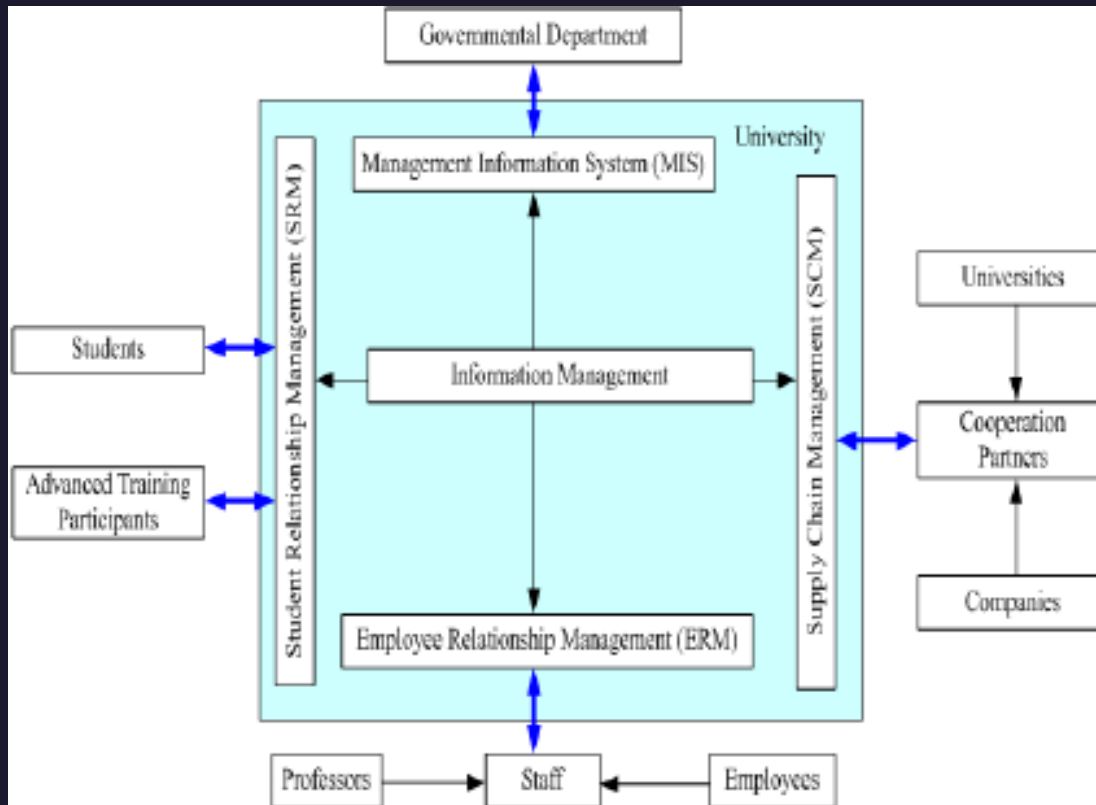 Governmental Department
University
Management Information System (MIS)
Student Relationship Management (SRM)
Supply Chain Management (SCM)
Universities
Students
Information Management
Cooperation
Partners
Advanced Training
Participants
Companies
Employee Relationship Management (ERM)
Professors
Staff
Employees